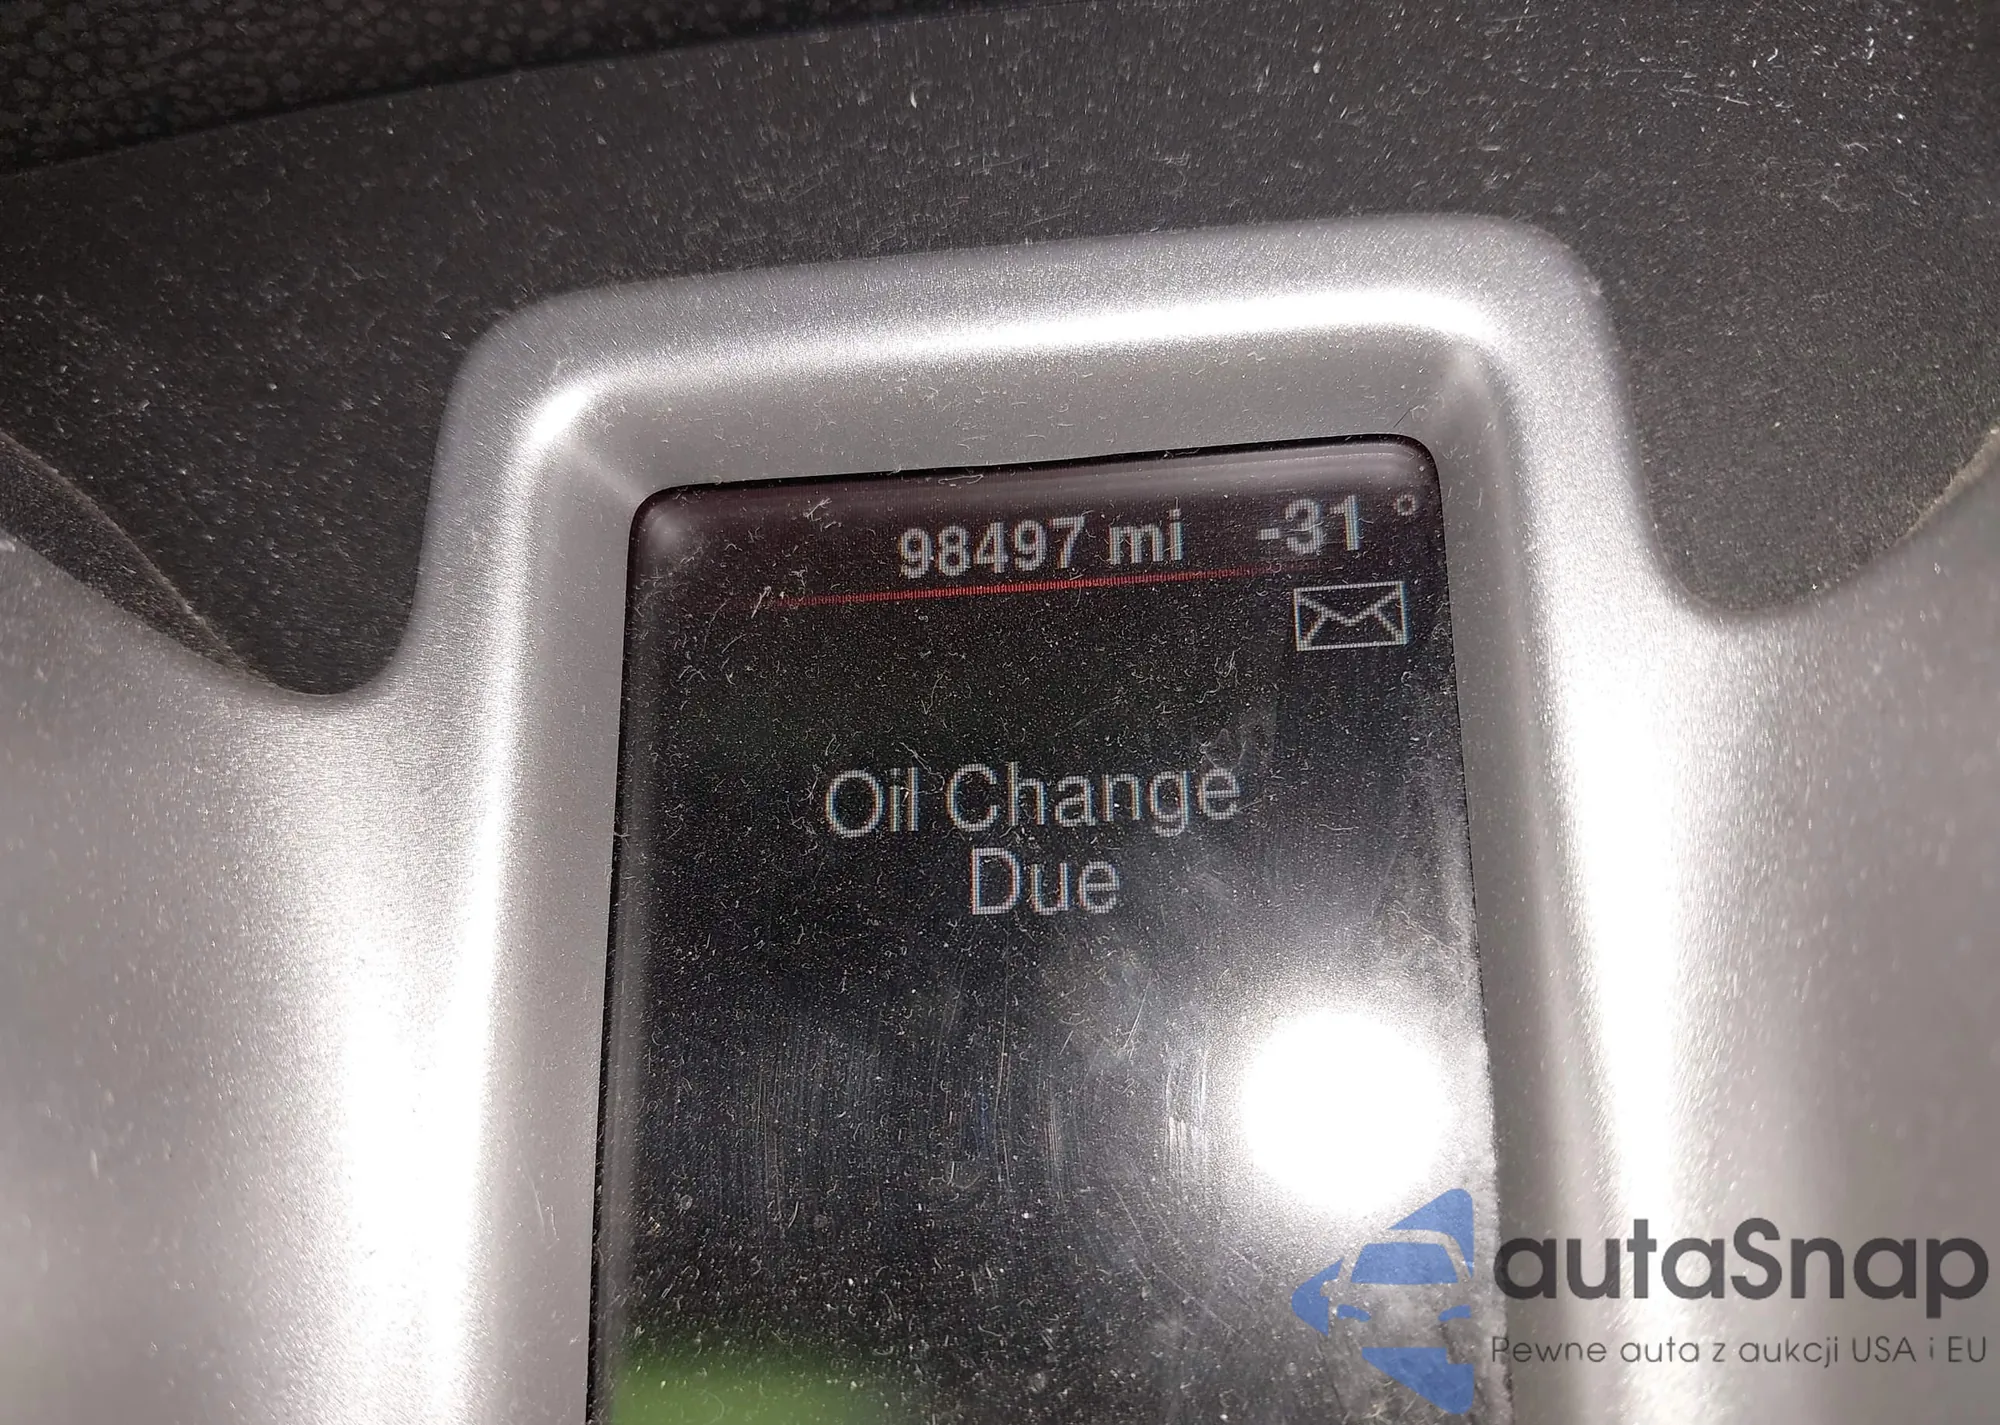 98497 mi -31°
Oil Change
Due
autaSnap
Pewne auta z aukcji USA i EU